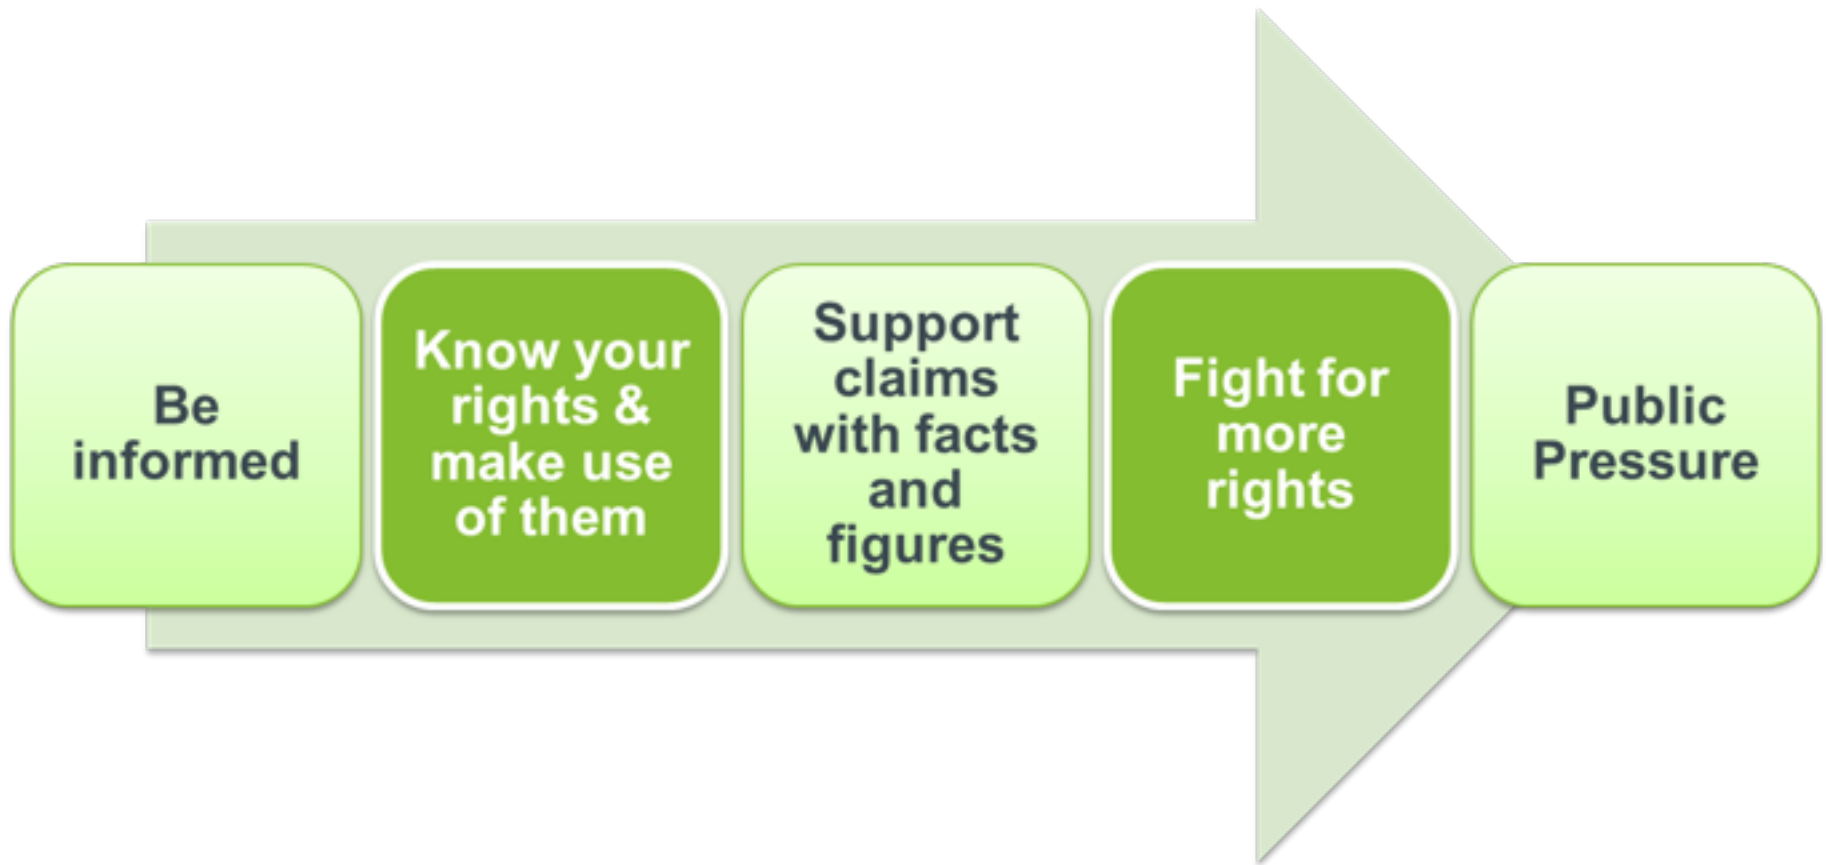 Be
informed
Know your
rights &
make use
of them
Support
claims
with facts
and
figures
Fight for
more
rights
Public
Pressure